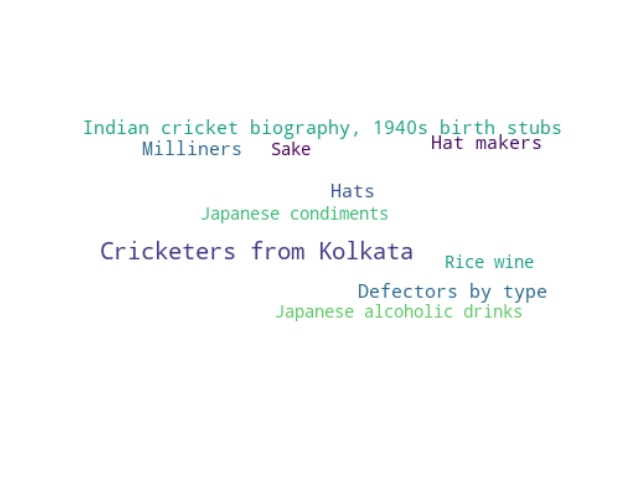 Indian cricket biography, 1940s birth stubs
Hat makers
Milliners
Sake
Hats
Japanese condiments
Cricketers from Kolkata
Rice wine
Defectors by type
Japanese alcoholic drinks